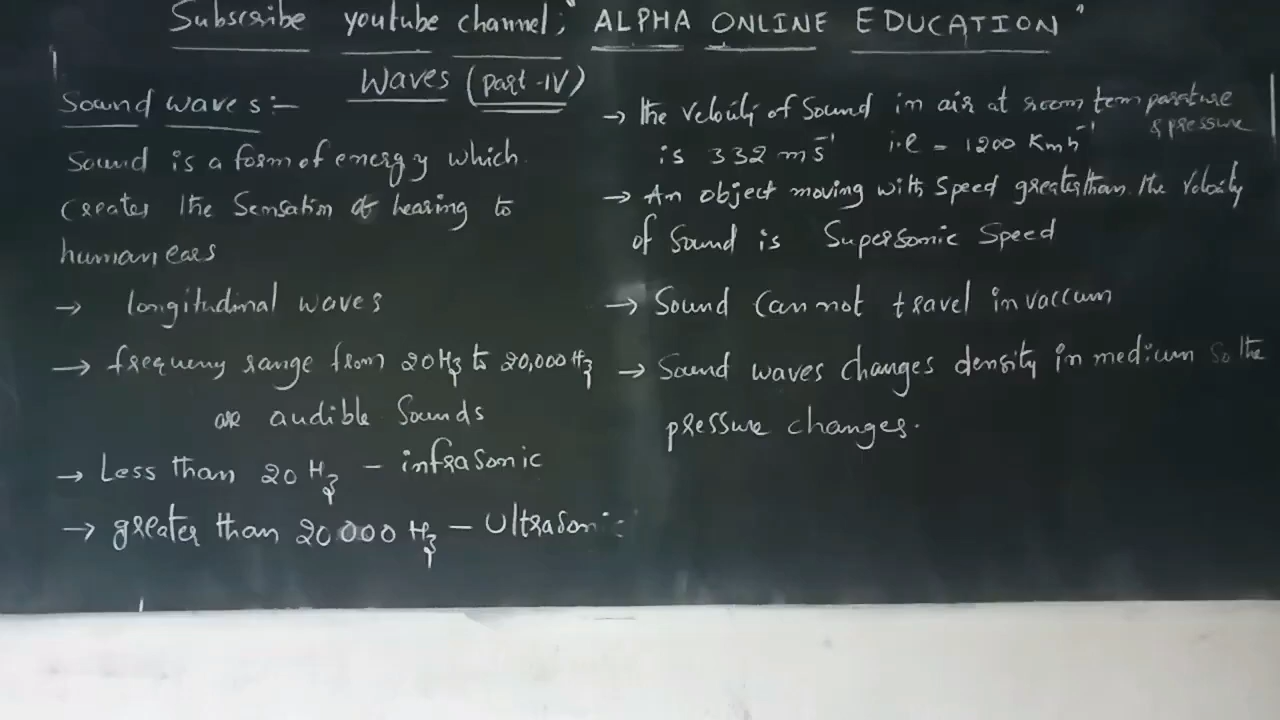 Subscribe youtube channel; "ALPHA ONLINE EDUCATION"
Waves (part-IV)
Sound waves:-
Sound is a form of energy which
creates the Sensation of hearing to
human ears
→ longitudinal waves
→ frequency range from 20Hz to 20,000Hz
are audible Sounds
→ Less than 20 Hz - infrasonic
→ greater than 20000 Hz - Ultrasonic
→ the velocity of Sound in air at room temparature
& pressure
is 332 ms⁻¹ i.e = 1200 Kmh⁻¹
→ An object moving with Speed greater than the Velocity
of Sound is Supersonic Speed
→ Sound Can not travel in vaccum
→ Sound waves changes density in medium so the
pressure changes.